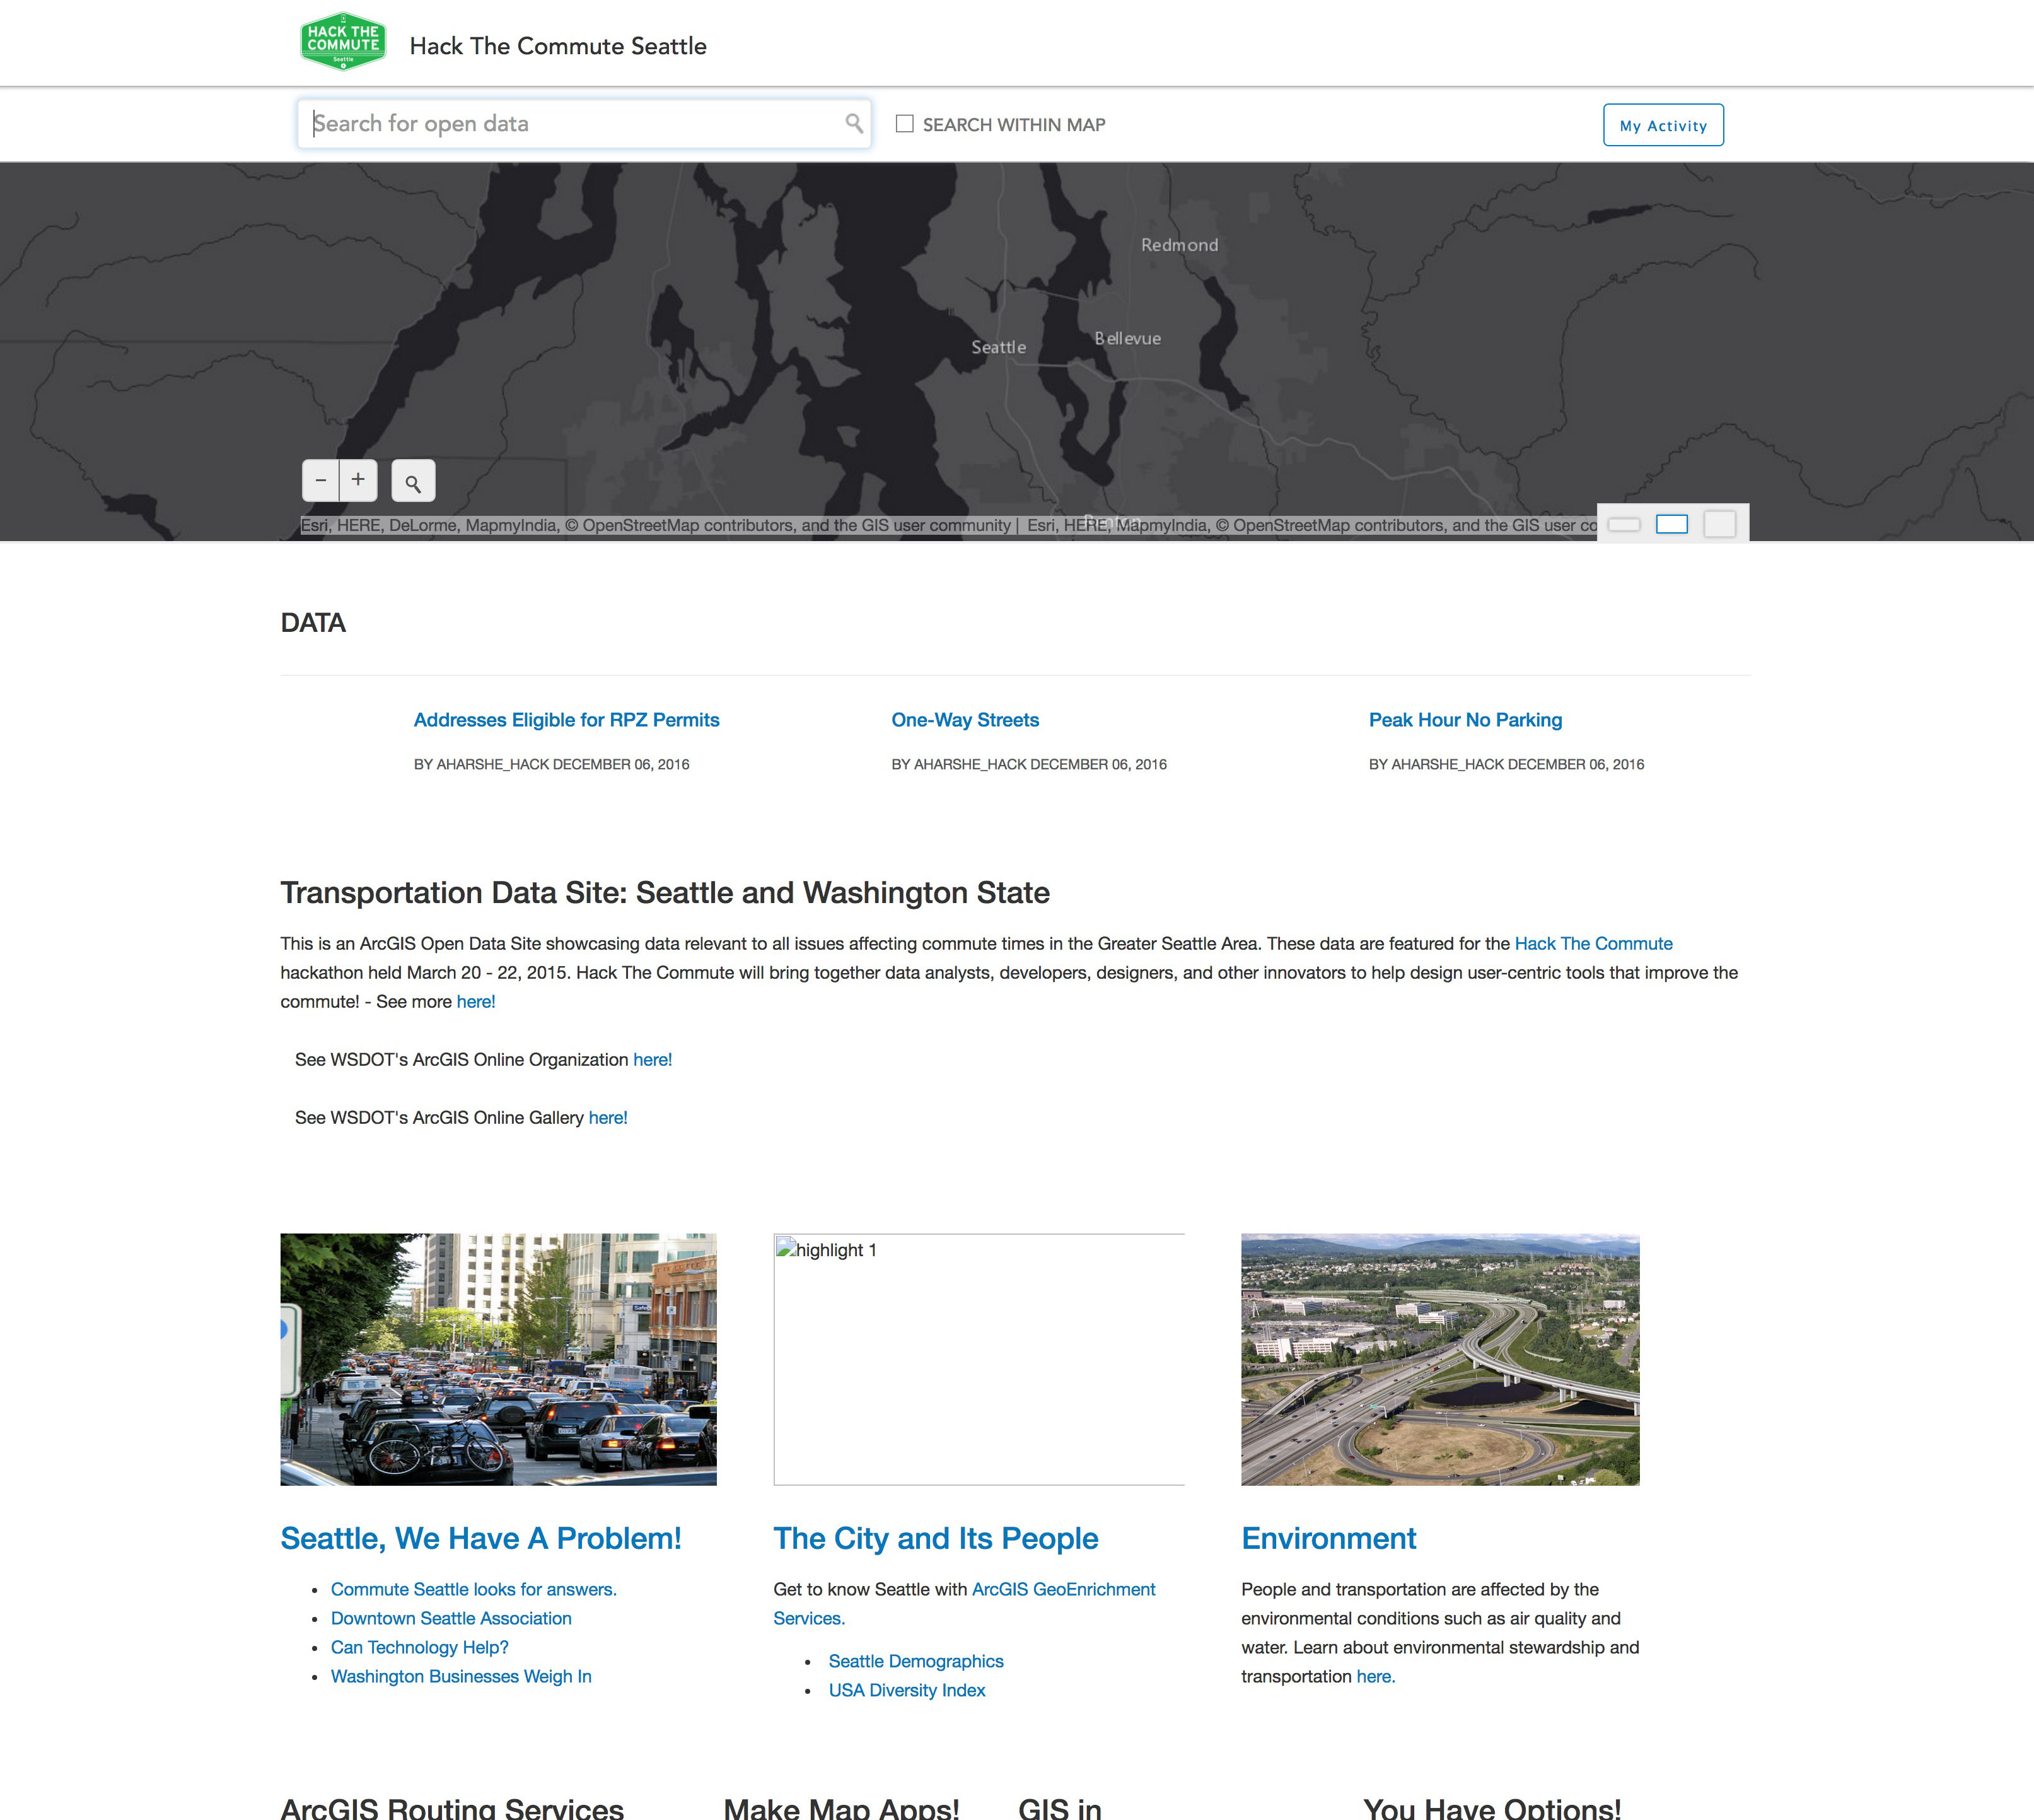 HACK THE
COMMUTE
Seattle
Hack The Commute Seattle
Search for open data
SEARCH WITHIN MAP
My Activity
Redmond
Bellevue
Seattle
− +
Esri, HERE, DeLorme, MapmyIndia, © OpenStreetMap contributors, and the GIS user community | Esri, HERE, MapmyIndia, © OpenStreetMap contributors, and the GIS user co
DATA
Addresses Eligible for RPZ Permits
BY AHARSHE_HACK DECEMBER 06, 2016
One-Way Streets
BY AHARSHE_HACK DECEMBER 06, 2016
Peak Hour No Parking
BY AHARSHE_HACK DECEMBER 06, 2016
Transportation Data Site: Seattle and Washington State
This is an ArcGIS Open Data Site showcasing data relevant to all issues affecting commute times in the Greater Seattle Area. These data are featured for the Hack The Commute
hackathon held March 20 - 22, 2015. Hack The Commute will bring together data analysts, developers, designers, and other innovators to help design user-centric tools that improve the
commute! - See more here!
See WSDOT's ArcGIS Online Organization here!
See WSDOT's ArcGIS Online Gallery here!
highlight 1
Seattle, We Have A Problem!
• Commute Seattle looks for answers.
• Downtown Seattle Association
• Can Technology Help?
• Washington Businesses Weigh In
The City and Its People
Get to know Seattle with ArcGIS GeoEnrichment
Services.
• Seattle Demographics
• USA Diversity Index
Environment
People and transportation are affected by the
environmental conditions such as air quality and
water. Learn about environmental stewardship and
transportation here.
ArcGIS Routing Services
Make Map Apps!
GIS in
You Have Options!